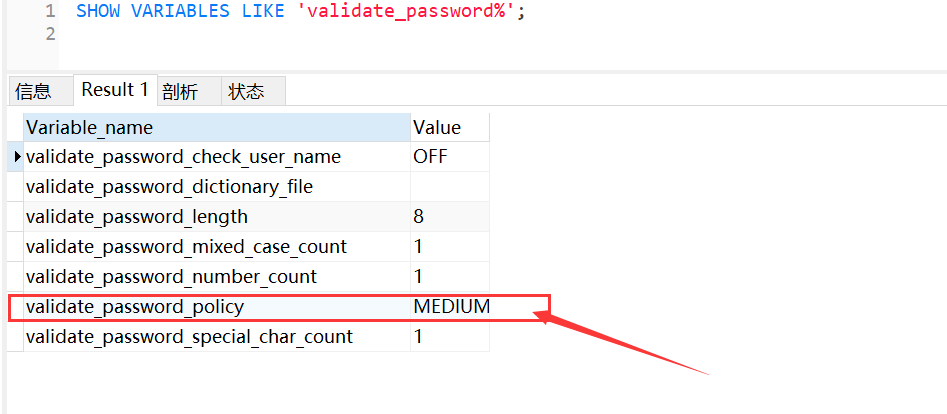 1 SHOW VARIABLES LIKE 'validate_password%';
2
信息 Result 1 剖析 状态
Variable_name Value
validate_password_check_user_name OFF
validate_password_dictionary_file
validate_password_length 8
validate_password_mixed_case_count 1
validate_password_number_count 1
validate_password_policy MEDIUM
validate_password_special_char_count 1